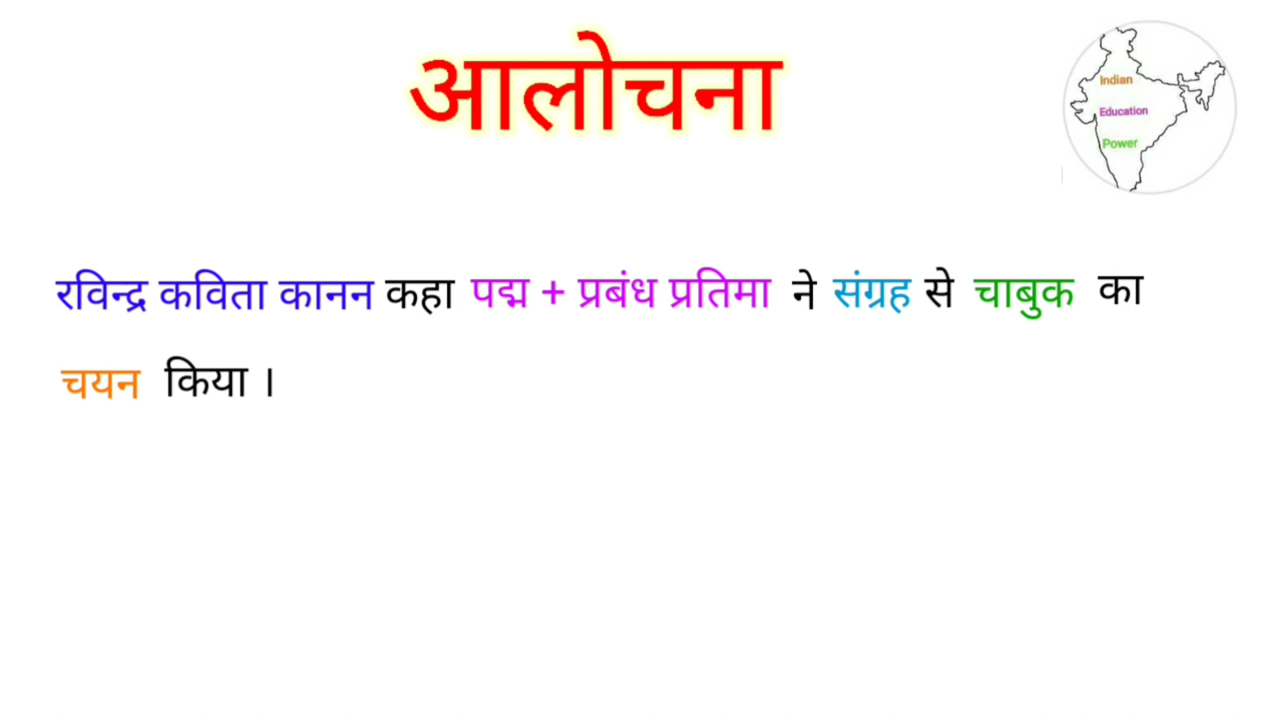 आलोचना
Indian
Education
Power
रविन्द्र कविता कानन कहा पद्म + प्रबंध प्रतिमा ने संग्रह से चाबुक का
चयन किया ।